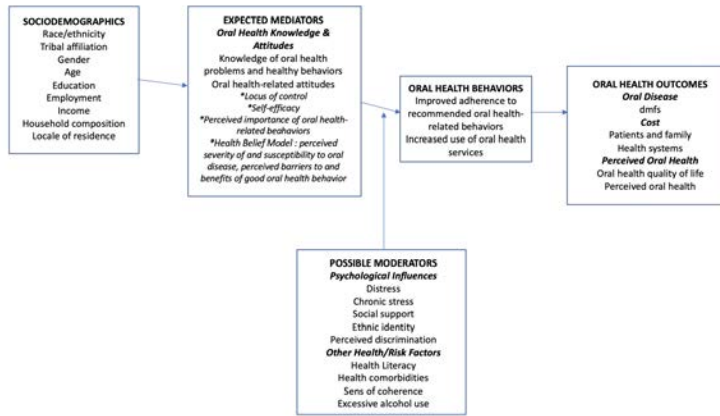 SOCIODEMOGRAPHICS
Race/ethnicity
Tribal affiliation
Gender
Age
Education
Employment
Income
Household composition
Locale of residence
EXPECTED MEDIATORS
Oral Health Knowledge &
Attitudes
Knowledge of oral health
problems and healthy behaviors
Oral health-related attitudes
*Locus of control
*Self-efficacy
*Perceived importance of oral health-
related beahaviors
*Health Belief Model : perceived
severity of and susceptibility to oral
disease, perceived barriers to and
benefits of good oral health behavior
ORAL HEALTH BEHAVIORS
Improved adherence to
recommended oral health-
related behaviors
Increased use of oral health
services
ORAL HEALTH OUTCOMES
Oral Disease
dmfs
Cost
Patients and family
Health systems
Perceived Oral Health
Oral health quality of life
Perceived oral health
POSSIBLE MODERATORS
Psychological Influences
Distress
Chronic stress
Social support
Ethnic identity
Perceived discrimination
Other Health/Risk Factors
Health Literacy
Health comorbidities
Sens of coherence
Excessive alcohol use